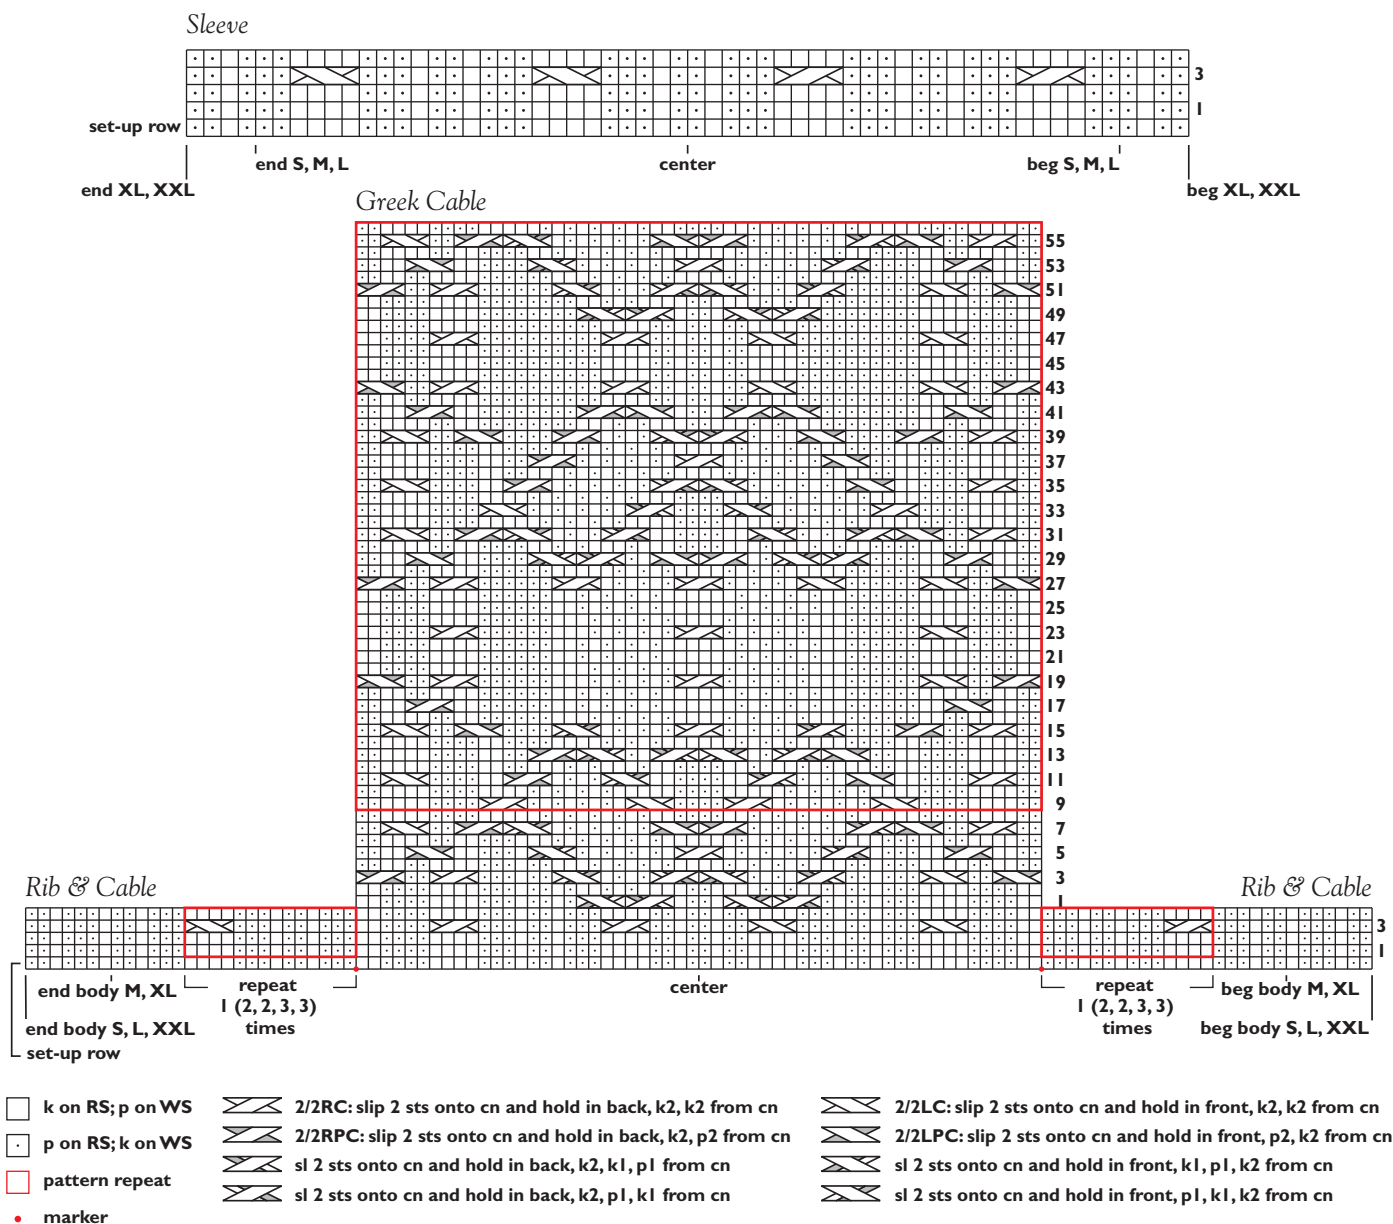 Sleeve
3
1
set-up row
end S, M, L
center
beg S, M, L
end XL, XXL
beg XL, XXL
Greek Cable
55
53
51
49
47
45
43
41
39
37
35
33
31
29
27
25
23
21
19
17
15
13
11
9
7
5
3
1
Rib & Cable
Rib & Cable
3
1
end body M, XL
repeat
1 (2, 2, 3, 3)
times
center
repeat
1 (2, 2, 3, 3)
times
beg body M, XL
end body S, L, XXL
beg body S, L, XXL
set-up row
k on RS; p on WS
p on RS; k on WS
pattern repeat
marker
2/2RC: slip 2 sts onto cn and hold in back, k2, k2 from cn
2/2RPC: slip 2 sts onto cn and hold in back, k2, p2 from cn
sl 2 sts onto cn and hold in back, k2, k1, p1 from cn
sl 2 sts onto cn and hold in back, k2, p1, k1 from cn
2/2LC: slip 2 sts onto cn and hold in front, k2, k2 from cn
2/2LPC: slip 2 sts onto cn and hold in front, p2, k2 from cn
sl 2 sts onto cn and hold in front, k1, p1, k2 from cn
sl 2 sts onto cn and hold in front, p1, k1, k2 from cn